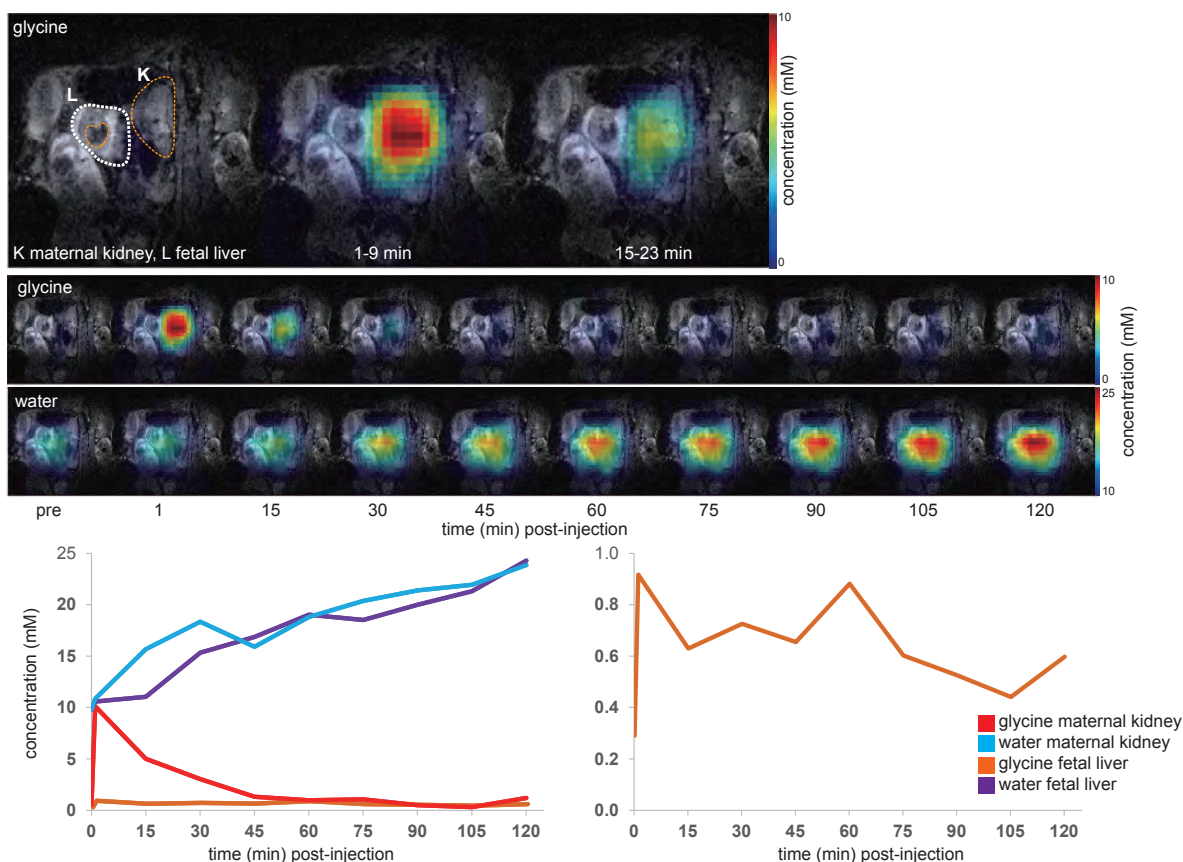 glycine
K
L
K maternal kidney, L fetal liver
1-9 min
15-23 min
10
concentration (mM)
0
glycine
10
concentration (mM)
0
water
25
concentration (mM)
10
pre 1 15 30 45 60 75 90 105 120
time (min) post-injection
25
20
15
10
5
0
concentration (mM)
0 15 30 45 60 75 90 105 120
time (min) post-injection
1.0
0.8
0.6
0.4
0.2
0.0
0 15 30 45 60 75 90 105 120
time (min) post-injection
glycine maternal kidney
water maternal kidney
glycine fetal liver
water fetal liver